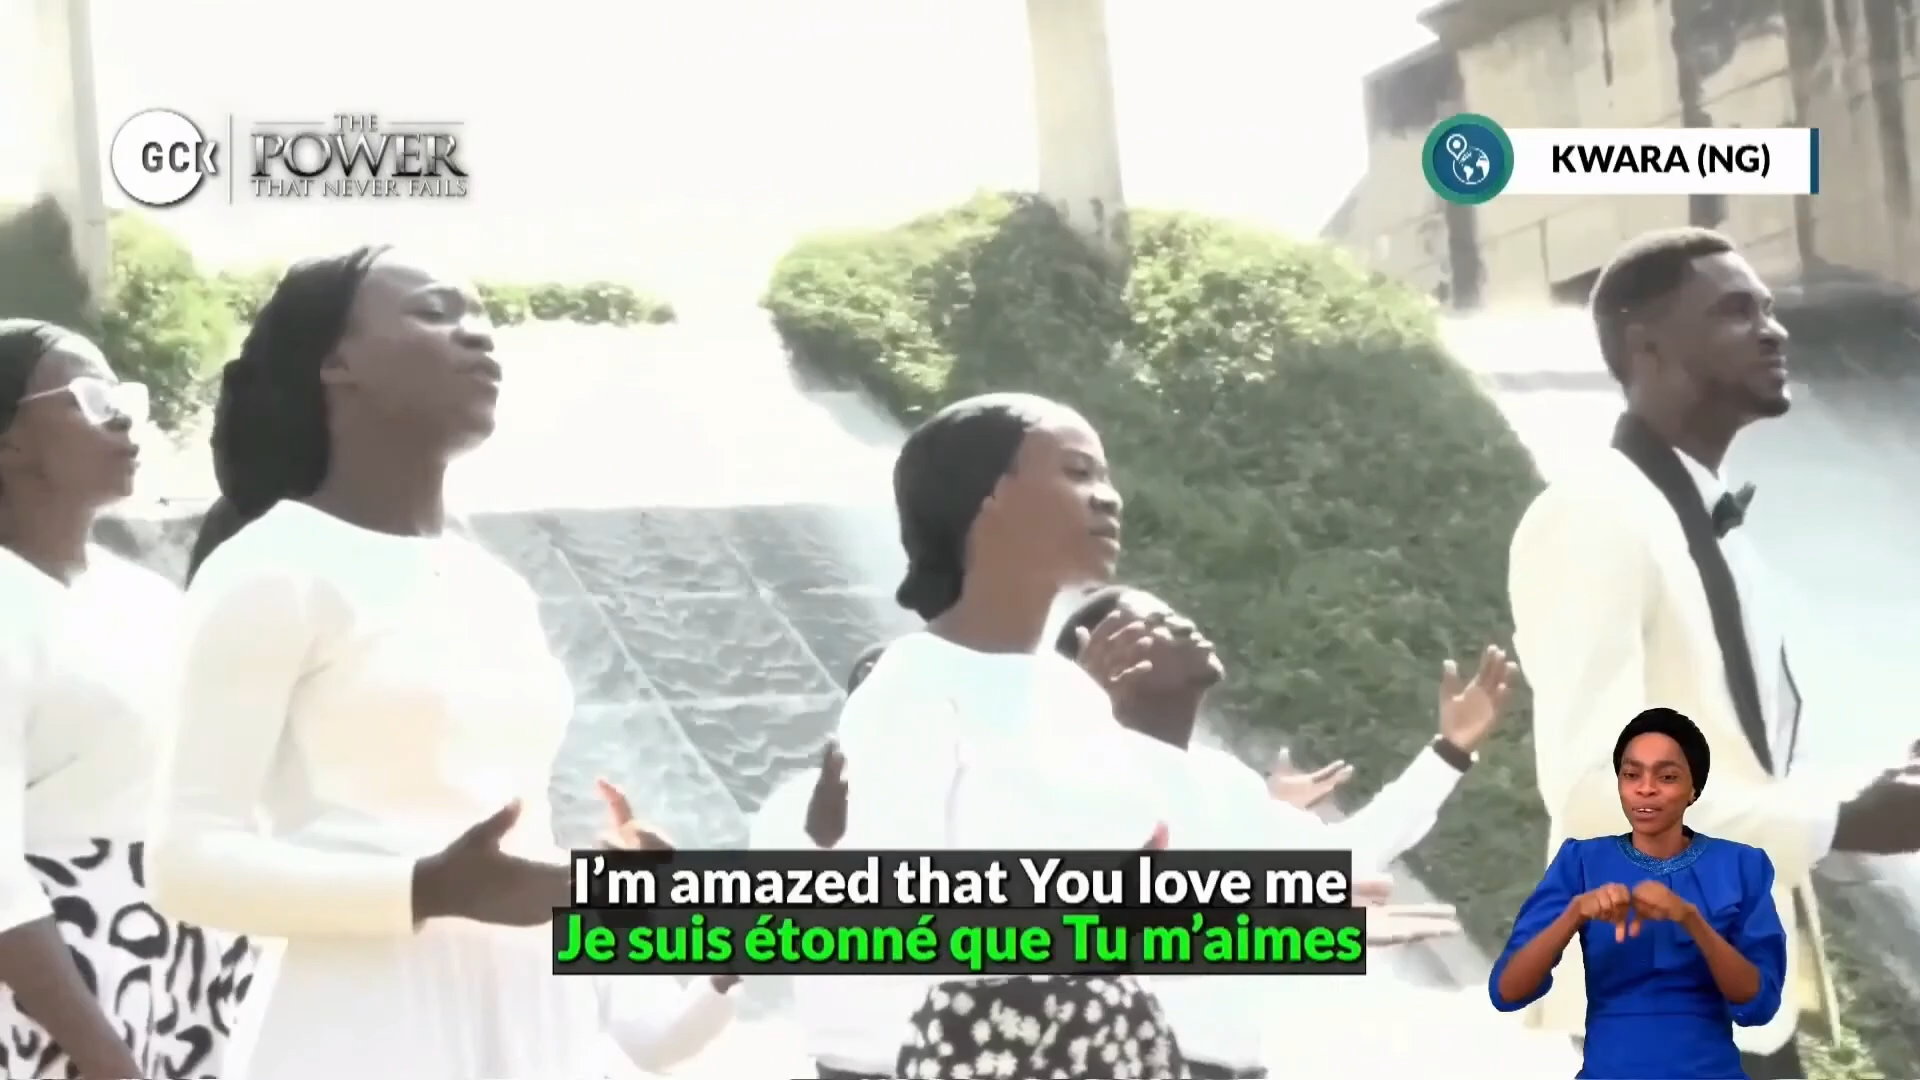 GCK
THE
POWER
THAT NEVER FAILS
KWARA (NG)
I’m amazed that You love me
Je suis étonné que Tu m’aimes